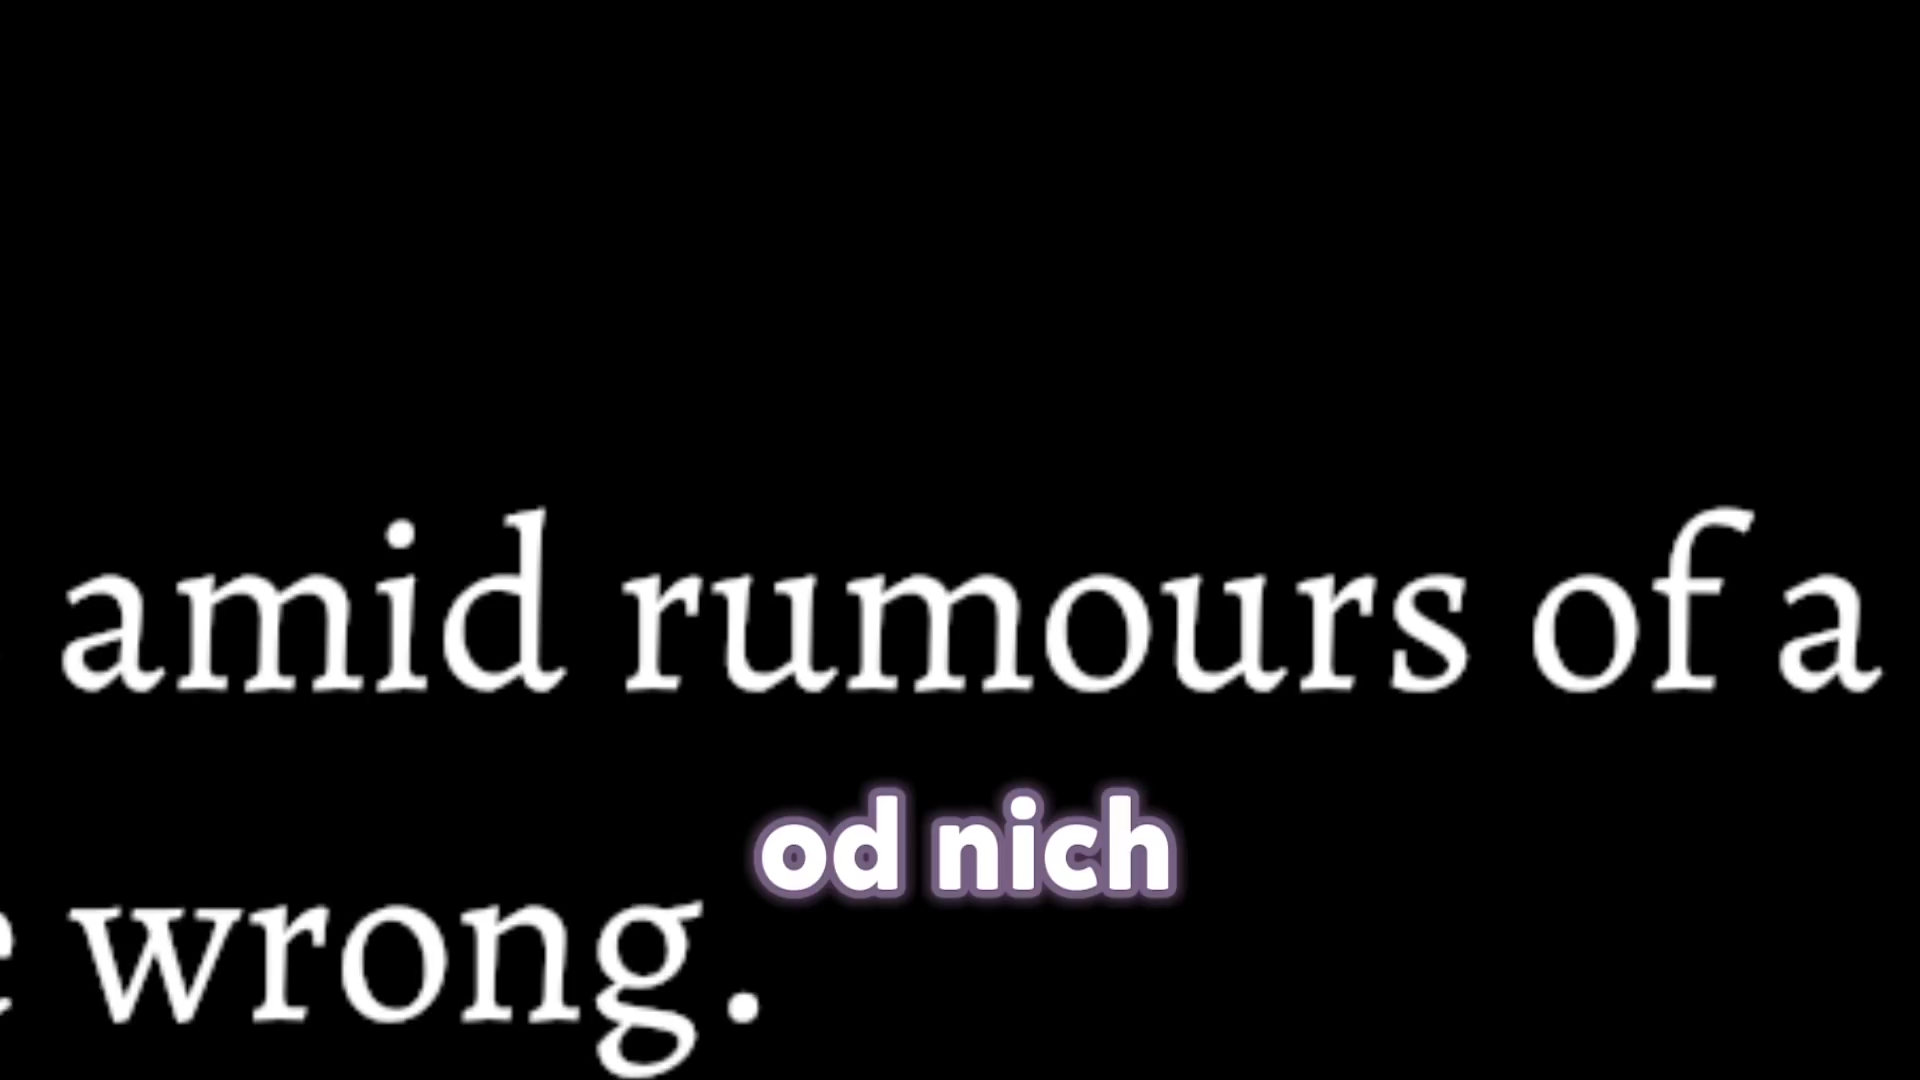 amid rumours of a
od nich
wrong.